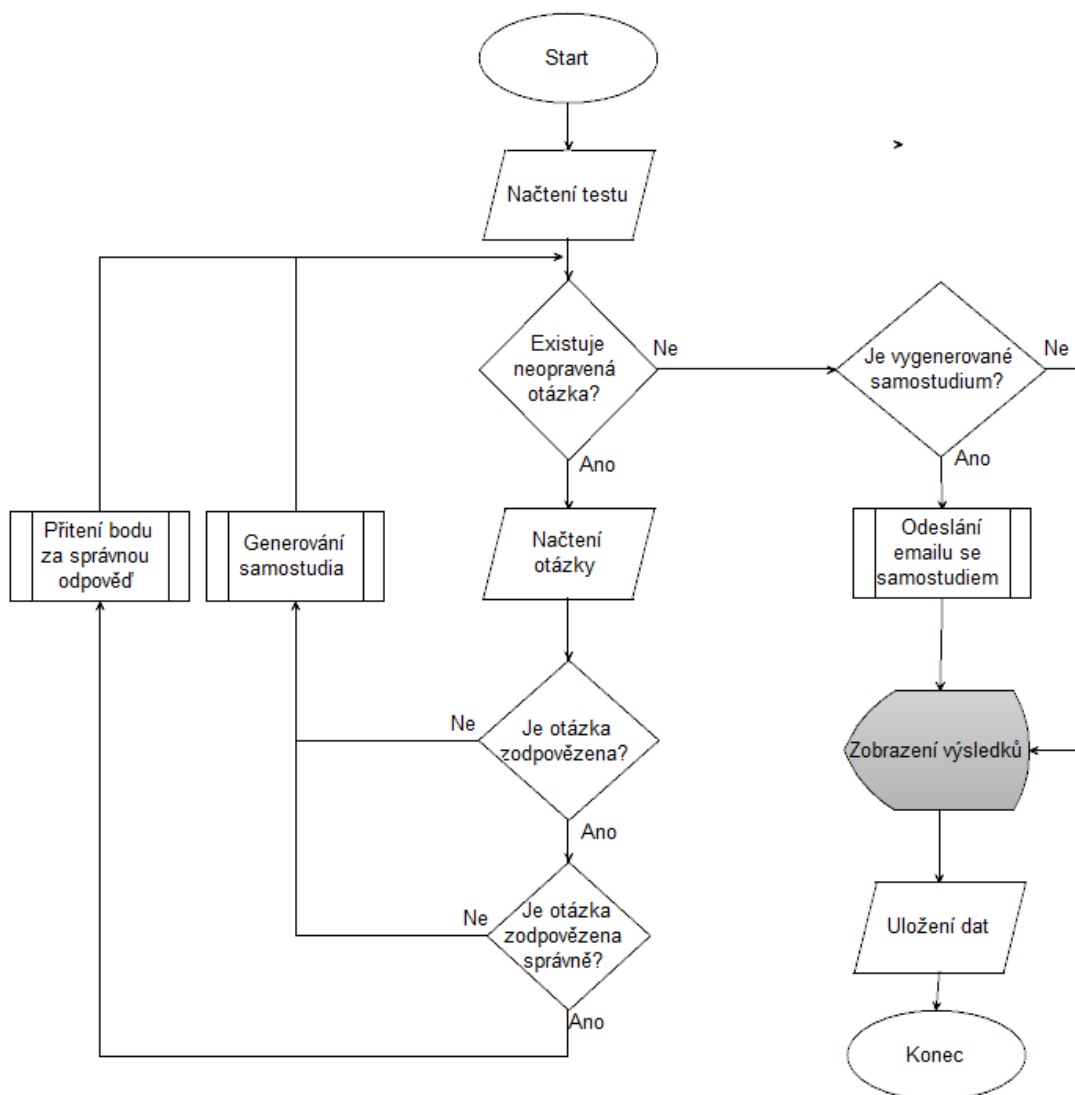 Start
Načtení testu
Existuje
neopravená
otázka?
Ne
Je vygenerované
samostudium?
Ne
Ano
Ano
Přitení bodu
za správnou
odpověď
Generování
samostudia
Načtení
otázky
Odeslání
emailu se
samostudiem
Ne
Je otázka
zodpovězena?
Zobrazení výsledků
Ano
Ne
Je otázka
zodpovězena
správně?
Uložení dat
Ano
Konec